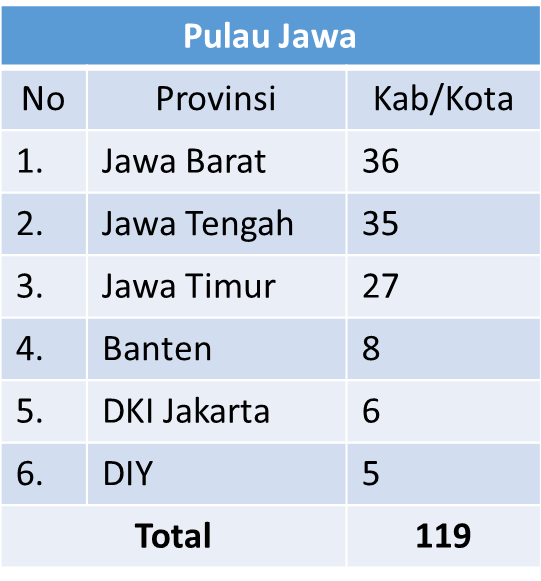 Pulau Jawa
No Provinsi Kab/Kota
1. Jawa Barat 36
2. Jawa Tengah 35
3. Jawa Timur 27
4. Banten 8
5. DKI Jakarta 6
6. DIY 5
Total 119